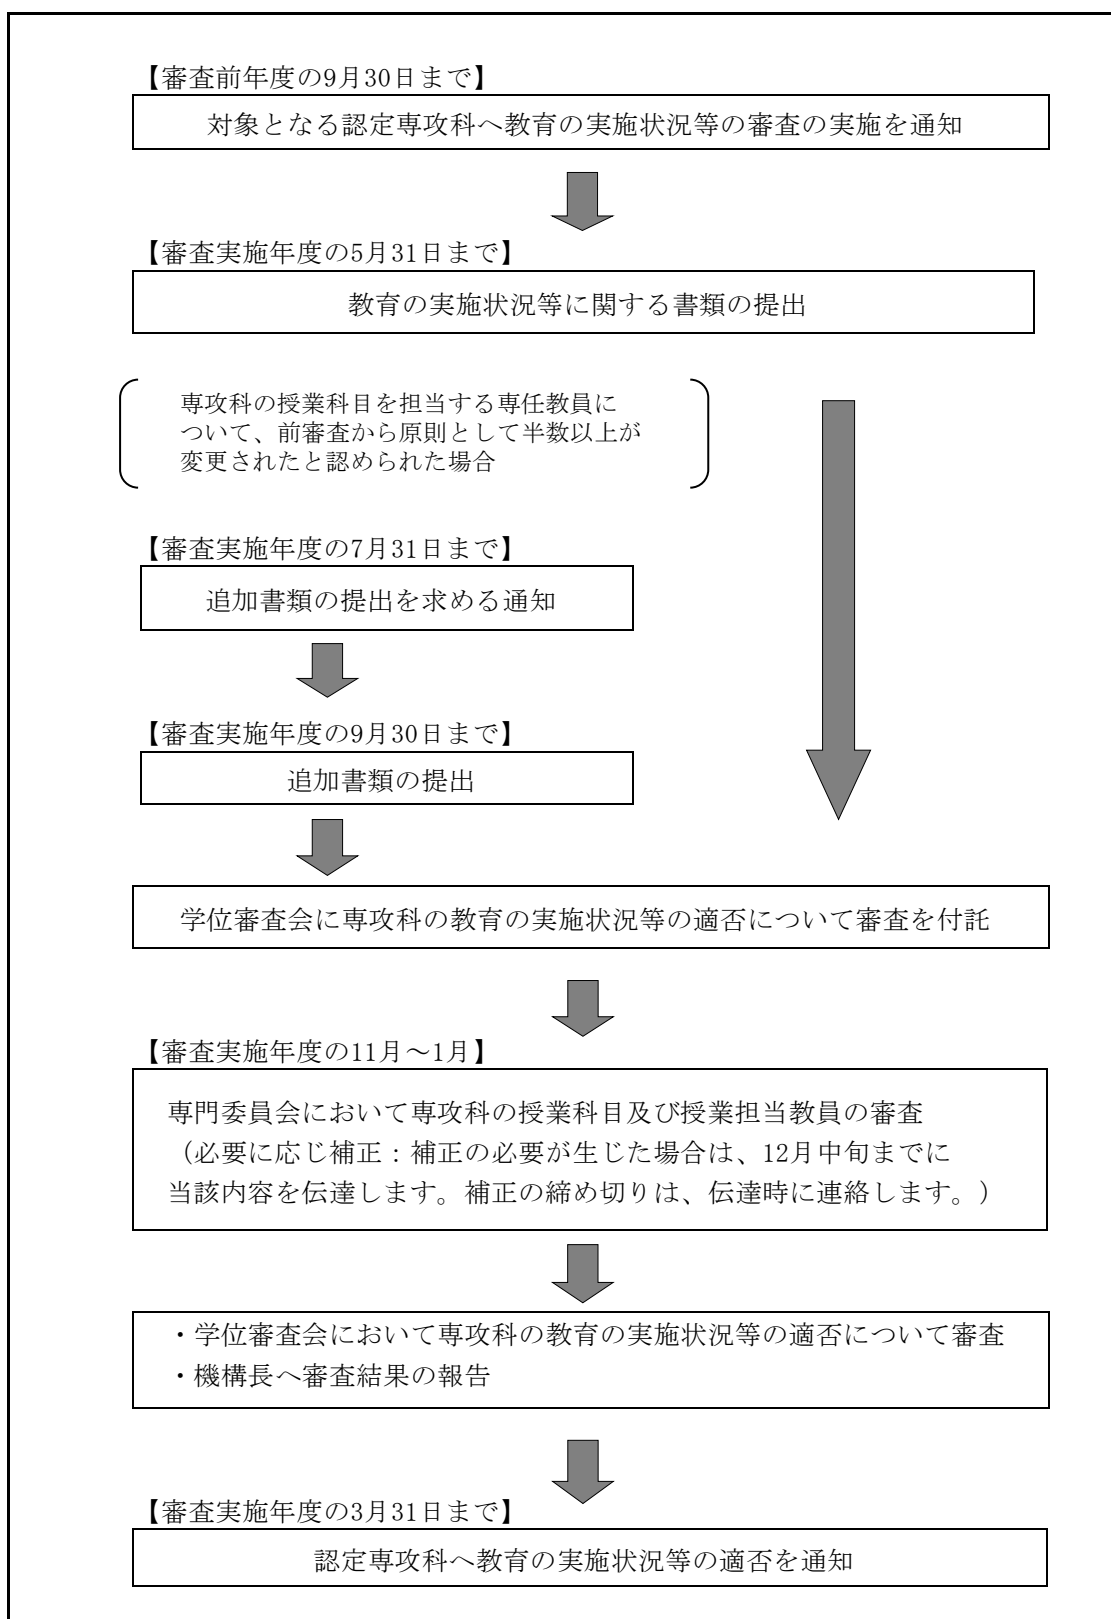 【審査前年度の9月30日まで】
対象となる認定専攻科へ教育の実施状況等の審査の実施を通知
【審査実施年度の5月31日まで】
教育の実施状況等に関する書類の提出
専攻科の授業科目を担当する専任教員に
ついて、前審査から原則として半数以上が
変更されたと認められた場合
【審査実施年度の7月31日まで】
追加書類の提出を求める通知
【審査実施年度の9月30日まで】
追加書類の提出
学位審査会に専攻科の教育の実施状況等の適否について審査を付託
【審査実施年度の11月～1月】
専門委員会において専攻科の授業科目及び授業担当教員の審査
（必要に応じ補正：補正の必要が生じた場合は、12月中旬までに
当該内容を伝達します。補正の締め切りは、伝達時に連絡します。）
・学位審査会において専攻科の教育の実施状況等の適否について審査
・機構長へ審査結果の報告
【審査実施年度の3月31日まで】
認定専攻科へ教育の実施状況等の適否を通知